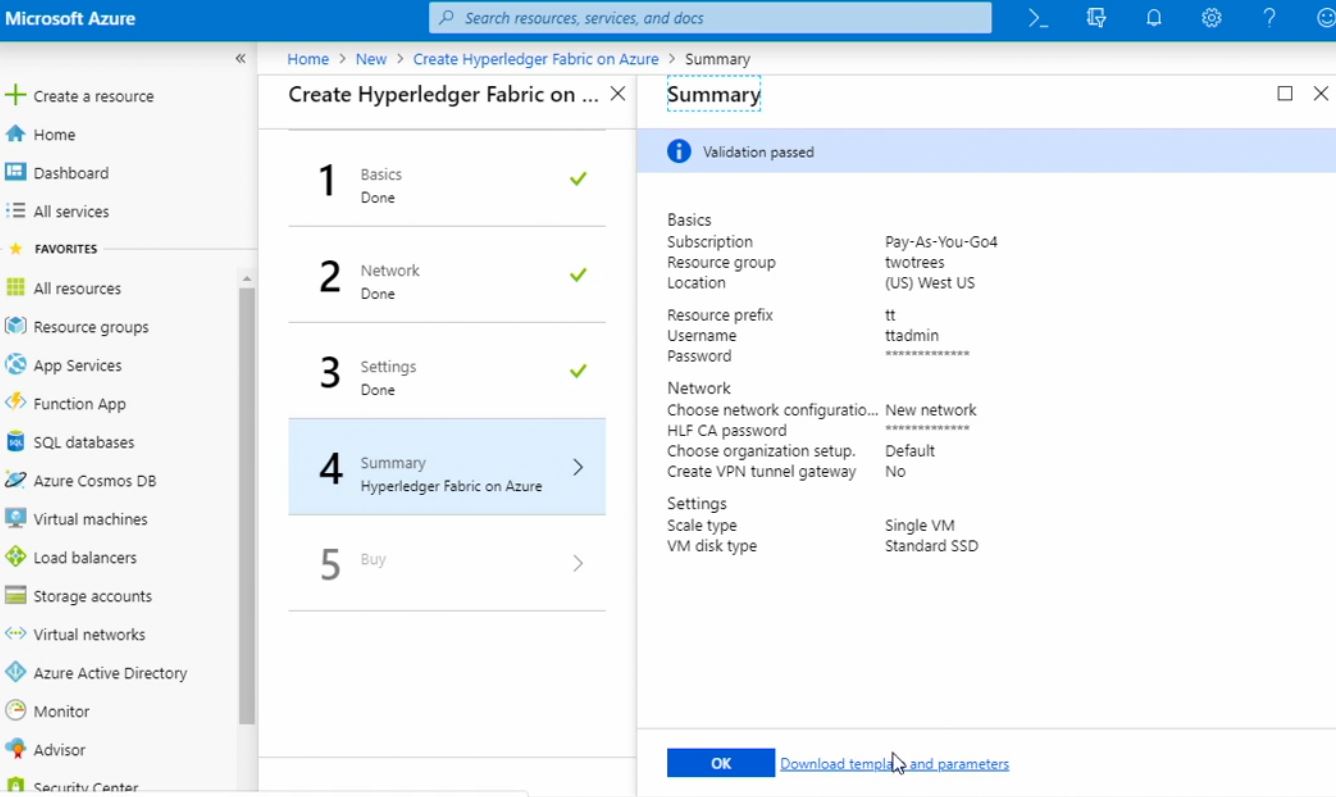 Microsoft Azure
Search resources, services, and docs
Create a resource
Home
Dashboard
All services
FAVORITES
All resources
Resource groups
App Services
Function App
SQL databases
Azure Cosmos DB
Virtual machines
Load balancers
Storage accounts
Virtual networks
Azure Active Directory
Monitor
Advisor
Security Center
Home > New > Create Hyperledger Fabric on Azure > Summary
Create Hyperledger Fabric on ...
1 Basics
Done
2 Network
Done
3 Settings
Done
4 Summary
Hyperledger Fabric on Azure
5 Buy
Summary
Validation passed
Basics
Subscription Pay-As-You-Go4
Resource group twotrees
Location (US) West US
Resource prefix tt
Username ttadmin
Password *************
Network
Choose network configuratio... New network
HLF CA password *************
Choose organization setup. Default
Create VPN tunnel gateway No
Settings
Scale type Single VM
VM disk type Standard SSD
OK Download template and parameters